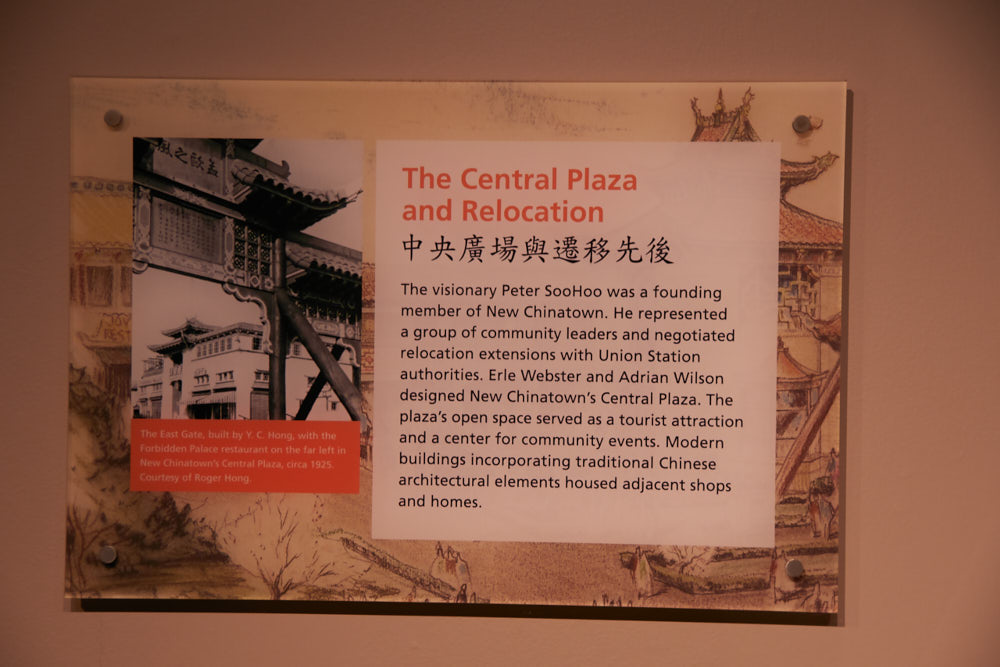 孟歐之風
The East Gate, built by Y. C. Hong, with the
Forbidden Palace restaurant on the far left in
New Chinatown's Central Plaza, circa 1925.
Courtesy of Roger Hong.
The Central Plaza
and Relocation
中央廣場與遷移先後
The visionary Peter SooHoo was a founding
member of New Chinatown. He represented
a group of community leaders and negotiated
relocation extensions with Union Station
authorities. Erle Webster and Adrian Wilson
designed New Chinatown's Central Plaza. The
plaza's open space served as a tourist attraction
and a center for community events. Modern
buildings incorporating traditional Chinese
architectural elements housed adjacent shops
and homes.